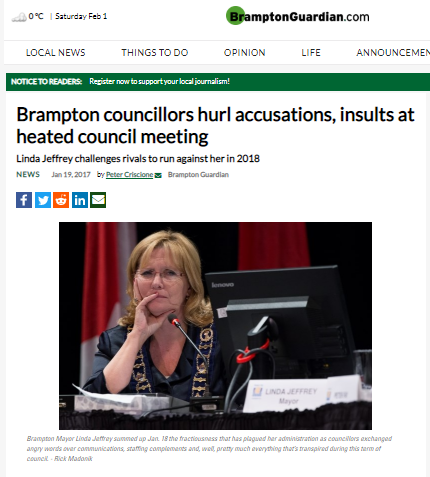 0°C | Saturday Feb 1
BramptonGuardian.com
LOCAL NEWS THINGS TO DO OPINION LIFE ANNOUNCEMEN
NOTICE TO READERS: Register now to support your local journalism!
Brampton councillors hurl accusations, insults at
heated council meeting
Linda Jeffrey challenges rivals to run against her in 2018
NEWS Jan 19, 2017 by Peter Criscione Brampton Guardian
lenovo
LINDA JEFFREY
Mayor
Brampton Mayor Linda Jeffrey summed up Jan. 18 the fractiousness that has plagued her administration as councillors exchanged
angry words over communications, staffing complements and, well, pretty much everything that's transpired during this term of
council. - Rick Madonik